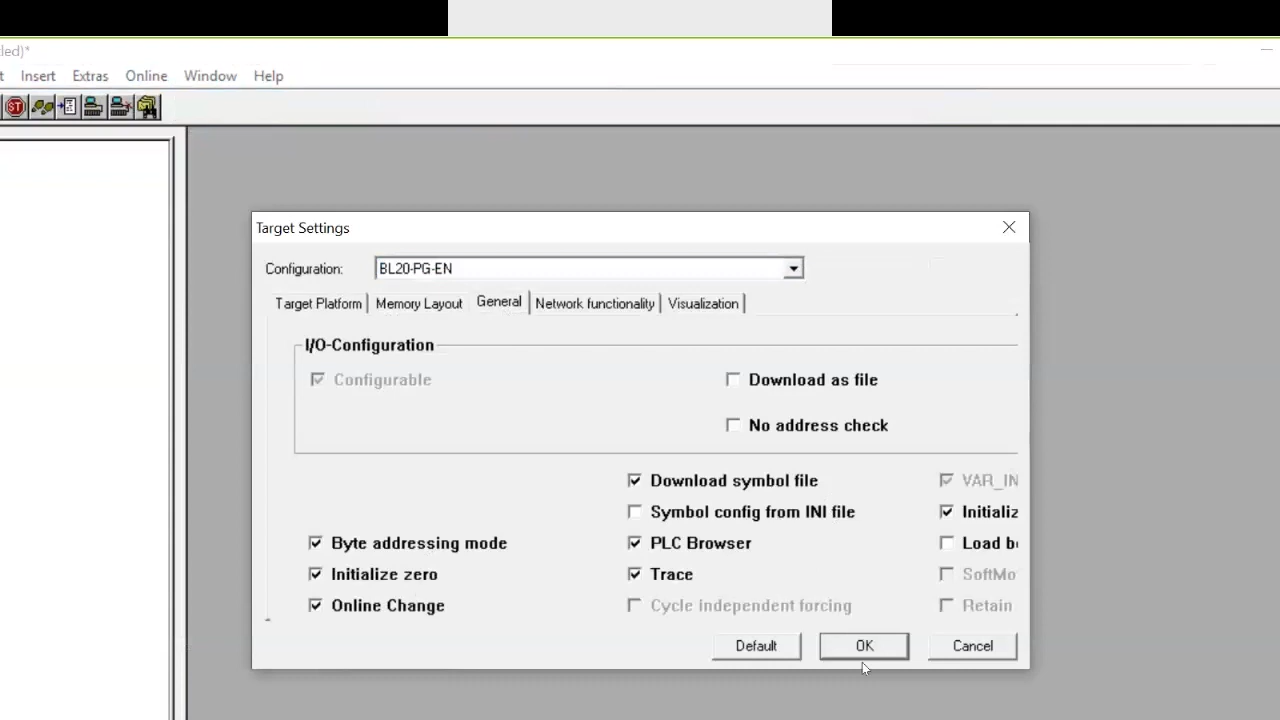 led)*
t Insert Extras Online Window Help
ST
Target Settings
Configuration: BL20-PG-EN
Target Platform Memory Layout General Network functionality Visualization
I/O-Configuration
Configurable Download as file
No address check
Download symbol file VAR_IN
Symbol config from INI file Initializ
Byte addressing mode PLC Browser Load b
Initialize zero Trace SoftMo
Online Change Cycle independent forcing Retain
Default OK Cancel